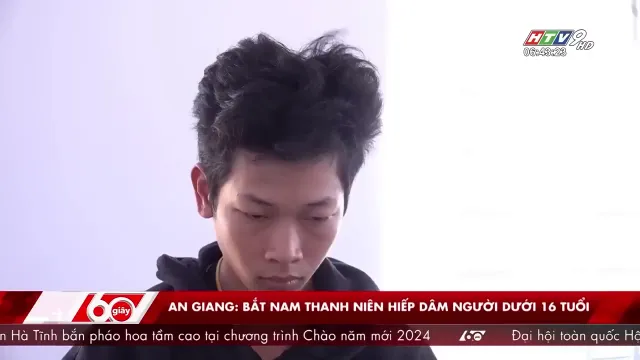 HTV9 HD
06:43:23
60 giây
AN GIANG: BẮT NAM THANH NIÊN HIẾP DÂM NGƯỜI DƯỚI 16 TUỔI
n Hà Tĩnh bắn pháo hoa tầm cao tại chương trình Chào năm mới 2024 60 Đại hội toàn quốc H